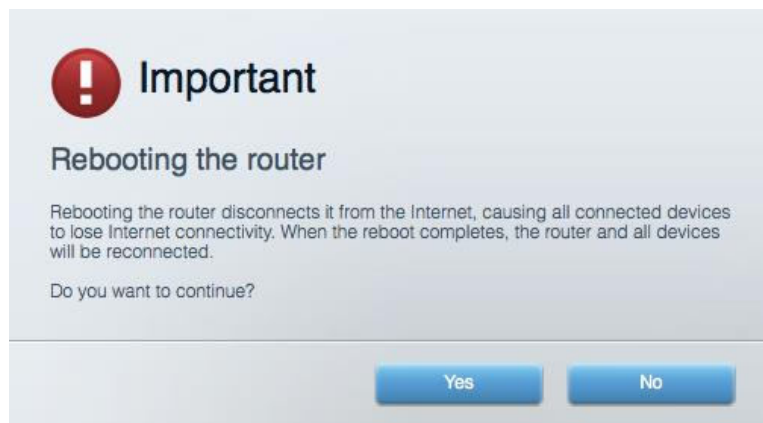 Important
Rebooting the router
Rebooting the router disconnects it from the Internet, causing all connected devices
to lose Internet connectivity. When the reboot completes, the router and all devices
will be reconnected.
Do you want to continue?
Yes No